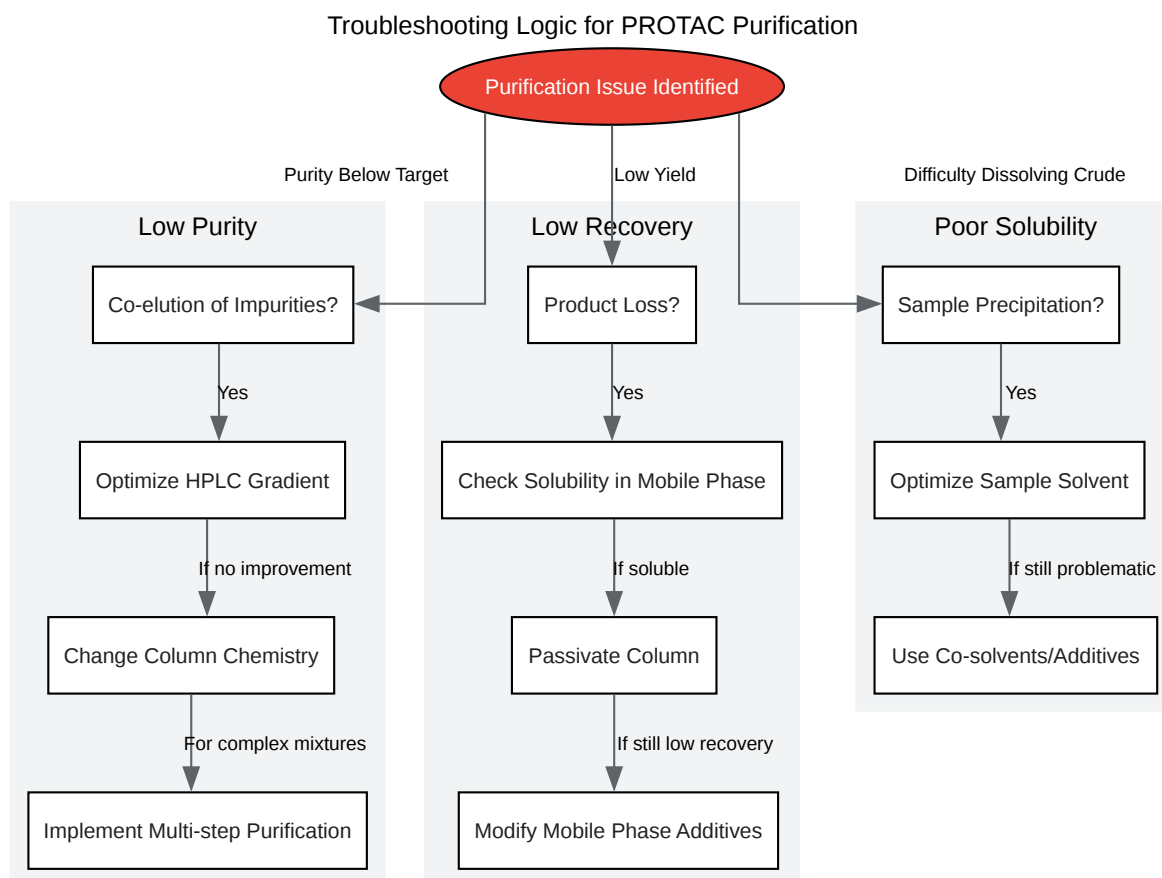 Troubleshooting Logic for PROTAC Purification
Purification Issue Identified
Purity Below Target
Low Yield
Difficulty Dissolving Crude
Low Purity
Low Recovery
Poor Solubility
Co-elution of Impurities?
Product Loss?
Sample Precipitation?
Yes
Yes
Yes
Optimize HPLC Gradient
Check Solubility in Mobile Phase
Optimize Sample Solvent
If no improvement
If soluble
If still problematic
Change Column Chemistry
Passivate Column
Use Co-solvents/Additives
For complex mixtures
If still low recovery
Implement Multi-step Purification
Modify Mobile Phase Additives